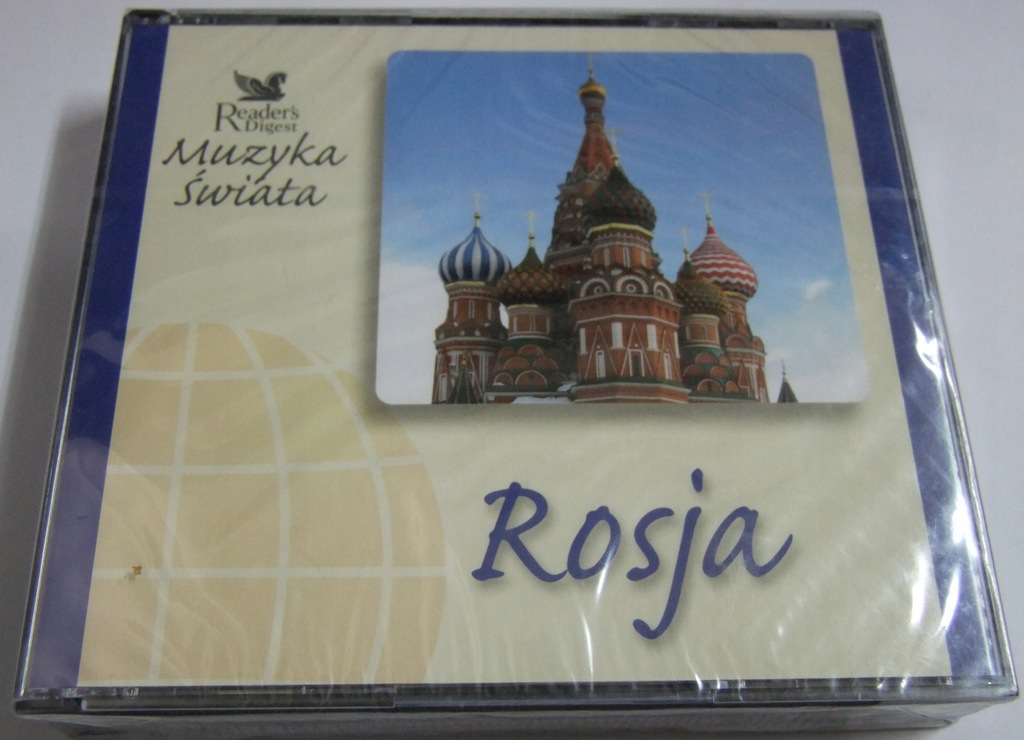 Reader's
Digest
Muzyka
świata
Rosja